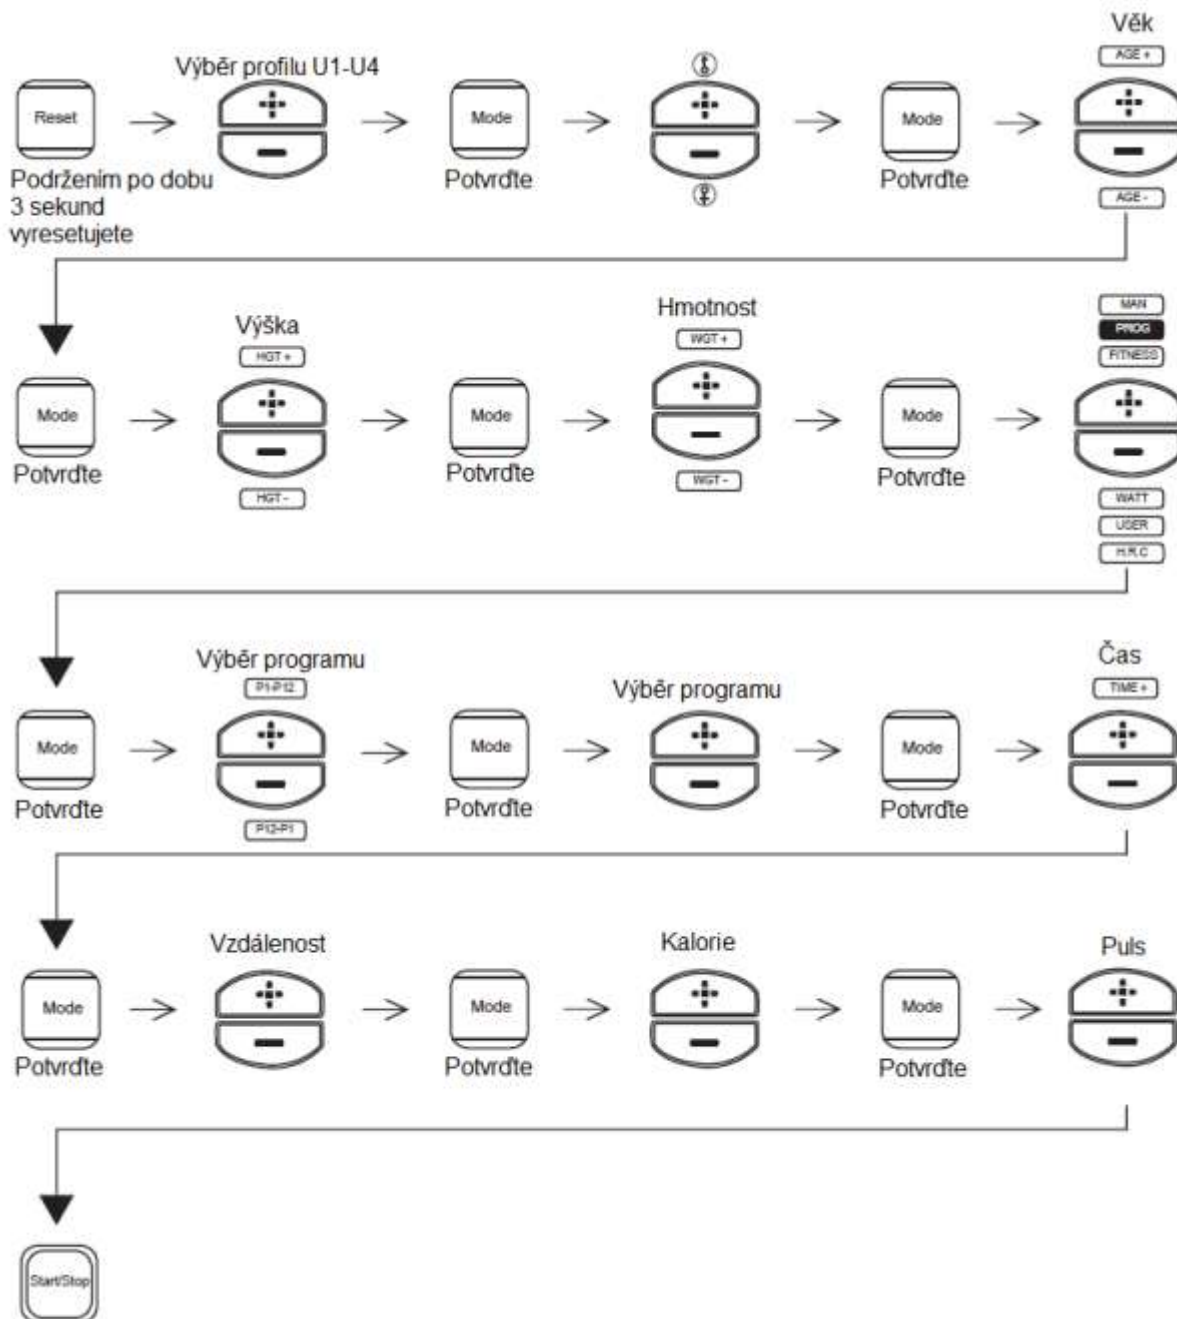 Věk
AGE +
Výběr profilu U1-U4
Reset
Mode
Mode
Podržením po dobu
3 sekund
vyresetujete
Potvrďte
Potvrďte
AGE -
MAN
PROG
FITNESS
Výška
HGT +
Hmotnost
WGT +
Mode
Mode
Mode
Potvrďte
Potvrďte
Potvrďte
HGT -
WGT -
WATT
USER
H.R.C
Výběr programu
P1-P12
Výběr programu
Čas
TIME +
Mode
Mode
Mode
Potvrďte
Potvrďte
Potvrďte
P12-P1
Vzdálenost
Kalorie
Puls
Mode
Mode
Mode
Potvrďte
Potvrďte
Potvrďte
Start/Stop